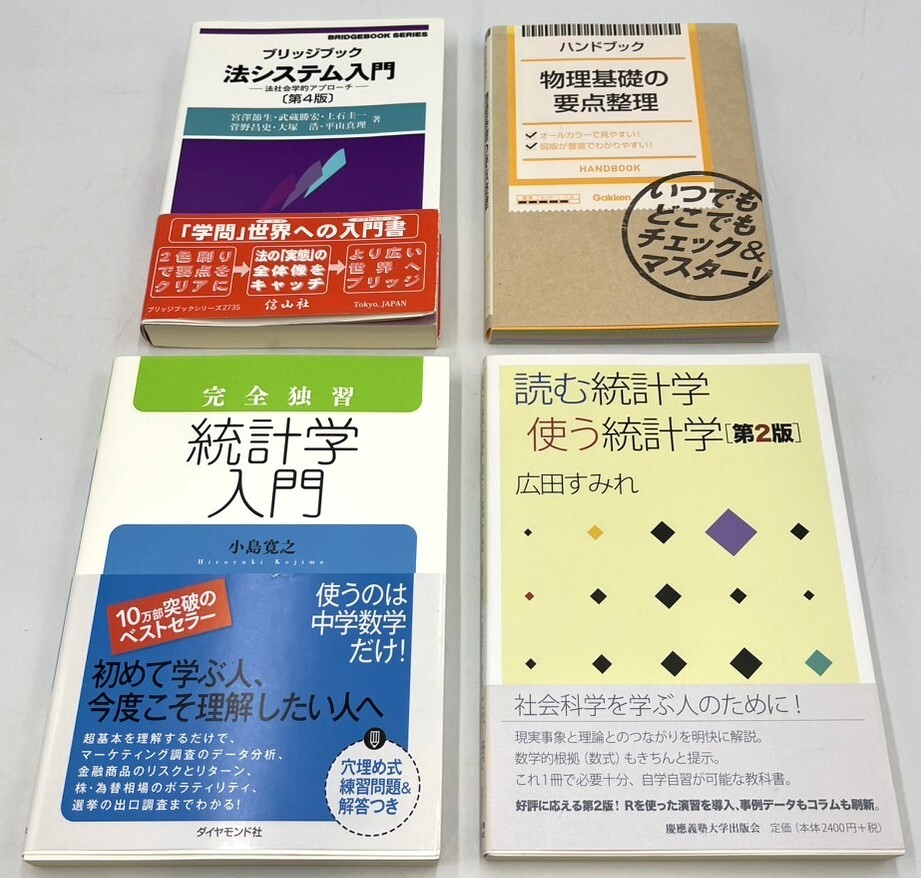 BRIDGEBOOK SERIES
ブリッジブック
法システム入門
―法社会学的アプローチ―
〔第4版〕
宮澤節生・武蔵勝宏・上石圭一
菅野昌史・大塚 浩・平山真理 著
「学問」世界への入門書
2色刷り
で要点を
クリアに
法の「実態」の
全体像を
キャッチ
より広い
世界へ
ブリッジ
ブリッジブックシリーズ2735
信山社
Tokyo, JAPAN
ハンドブック
物理基礎の
要点整理
オールカラーで見やすい!
図版が豊富でわかりやすい!
HANDBOOK
Gakken
いつでも
どこでも
チェック&
マスター!
完全独習
統計学
入門
小島寛之
Hiroyuki Kojima
10万部突破の
ベストセラー
使うのは
中学数学
だけ!
初めて学ぶ人、
今度こそ理解したい人へ
超基本を理解するだけで、
マーケティング調査のデータ分析、
金融商品のリスクとリターン、
株・為替相場のボラティリティ、
選挙の出口調査までわかる!
穴埋め式
練習問題&
解答つき
ダイヤモンド社
読む統計学
使う統計学[第2版]
広田すみれ
社会科学を学ぶ人のために!
現実事象と理論とのつながりを明快に解説。
数学的根拠(数式)もきちんと提示。
これ1冊で必要十分、自学自習が可能な教科書。
好評に応える第2版! Rを使った演習を導入、事例データもコラムも刷新。
慶應義塾大学出版会 定価(本体2400円+税)